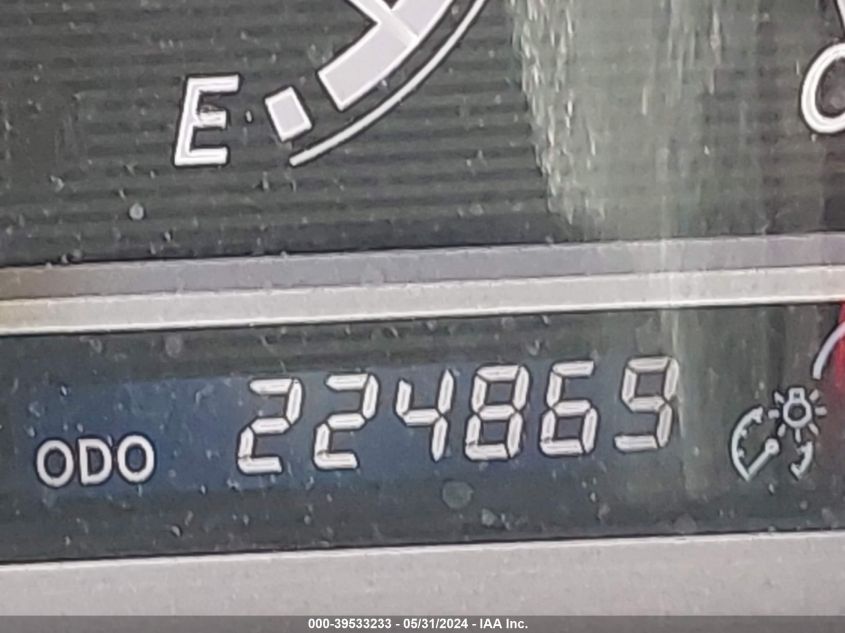 E
ODO 224869
000-39533233 - 05/31/2024 - IAA Inc.